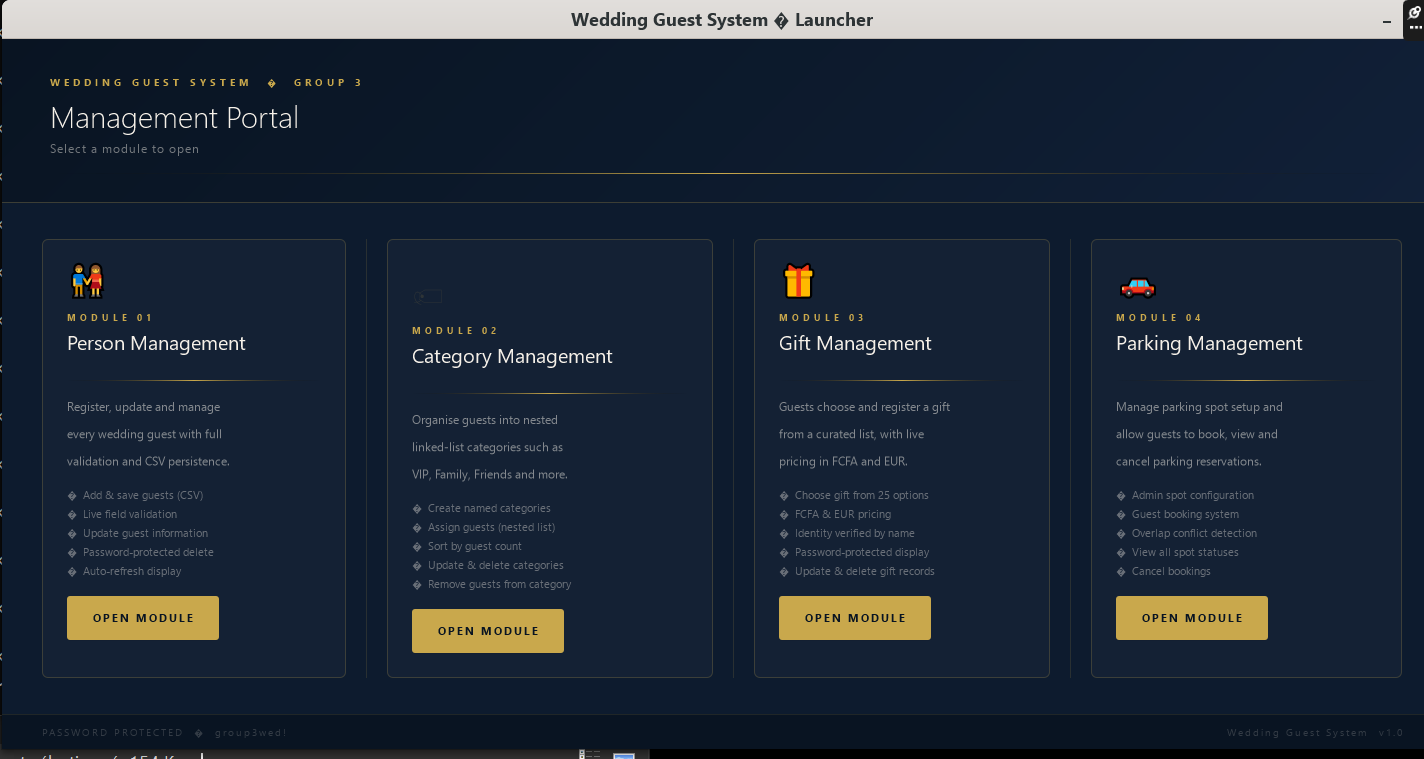 Wedding Guest System � Launcher
WEDDING GUEST SYSTEM � GROUP 3
Management Portal
Select a module to open
MODULE 01
Person Management
Register, update and manage
every wedding guest with full
validation and CSV persistence.
� Add & save guests (CSV)
� Live field validation
� Update guest information
� Password-protected delete
� Auto-refresh display
OPEN MODULE
MODULE 02
Category Management
Organise guests into nested
linked-list categories such as
VIP, Family, Friends and more.
� Create named categories
� Assign guests (nested list)
� Sort by guest count
� Update & delete categories
� Remove guests from category
OPEN MODULE
MODULE 03
Gift Management
Guests choose and register a gift
from a curated list, with live
pricing in FCFA and EUR.
� Choose gift from 25 options
� FCFA & EUR pricing
� Identity verified by name
� Password-protected display
� Update & delete gift records
OPEN MODULE
MODULE 04
Parking Management
Manage parking spot setup and
allow guests to book, view and
cancel parking reservations.
� Admin spot configuration
� Guest booking system
� Overlap conflict detection
� View all spot statuses
� Cancel bookings
OPEN MODULE
PASSWORD PROTECTED � group3wed!
Wedding Guest System v1.0